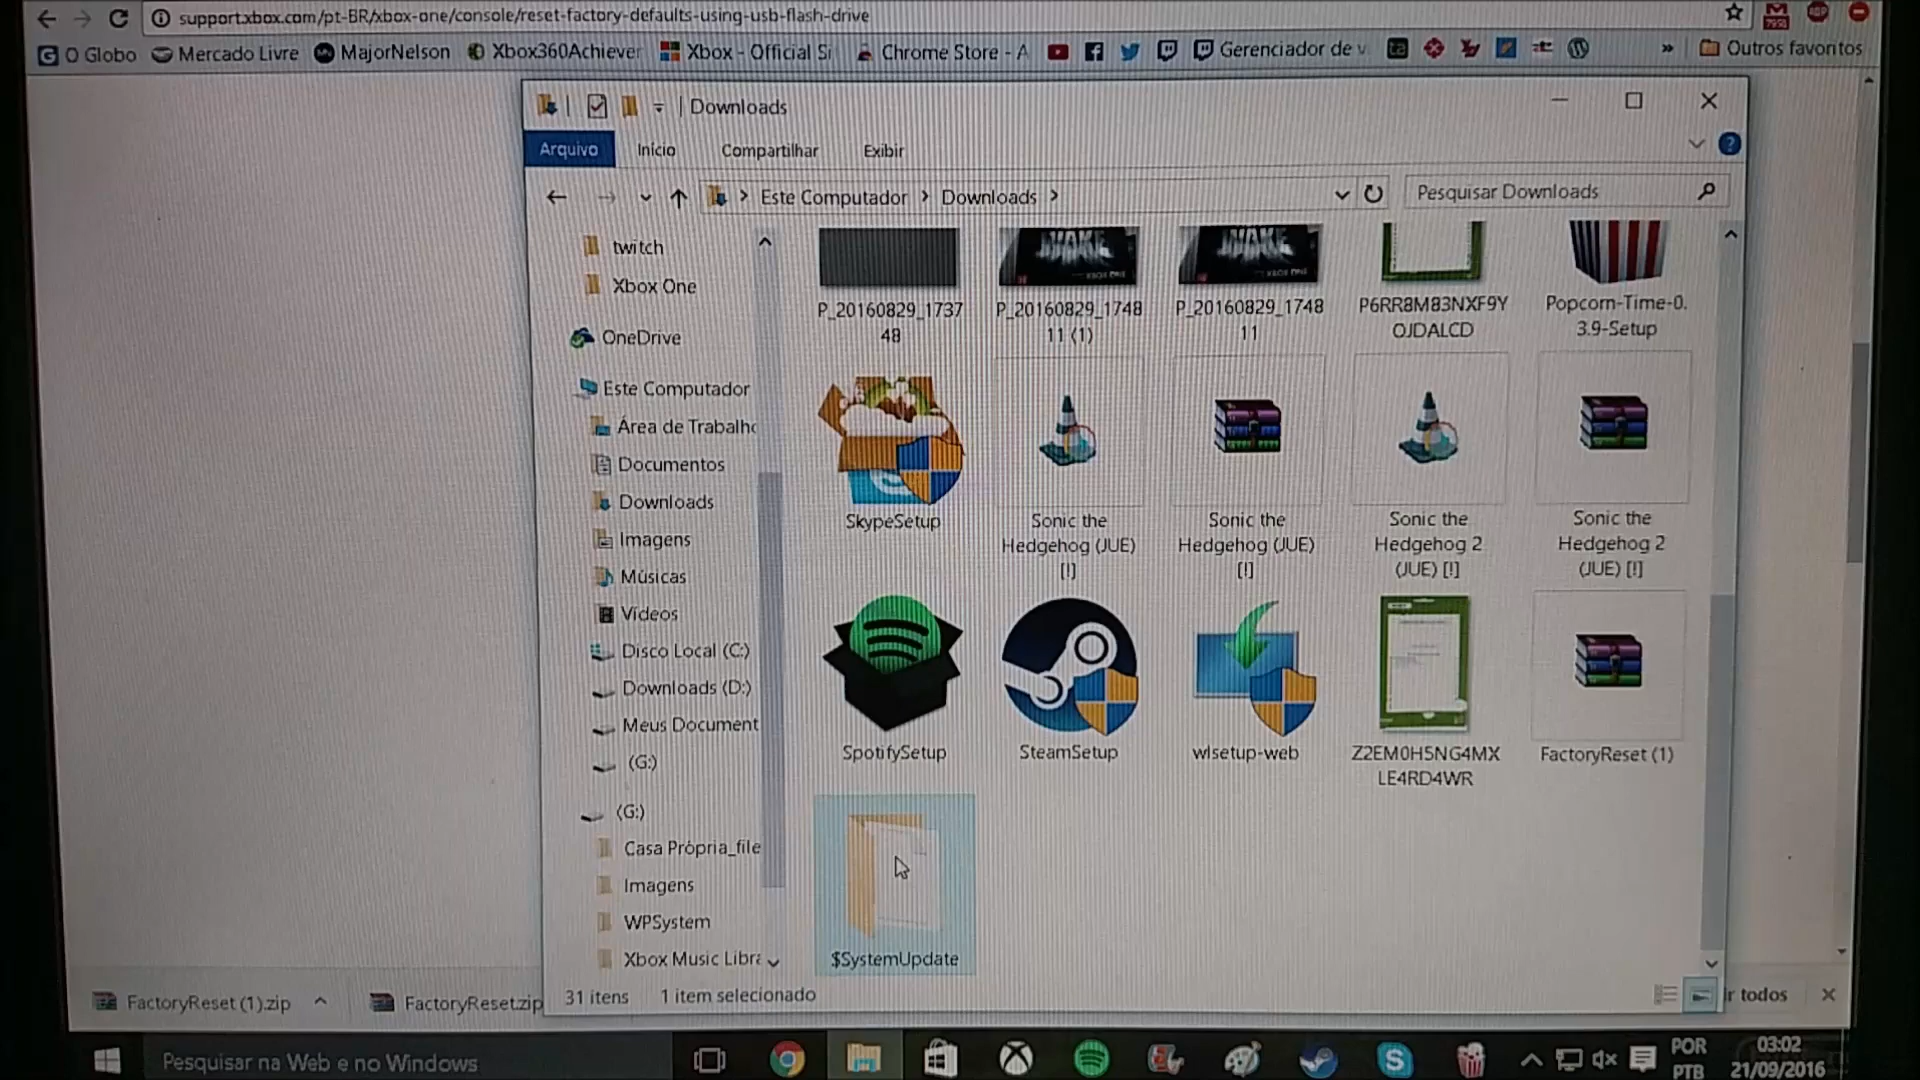 support.xbox.com/pt-BR/xbox-one/console/reset-factory-defaults-using-usb-flash-drive
O Globo
Mercado Livre
MajorNelson
Xbox360Achiever
Xbox - Official Si
Chrome Store - A
Gerenciador de v
»
Outros favoritos
Downloads
Arquivo
Início
Compartilhar
Exibir
Este Computador > Downloads >
Pesquisar Downloads
twitch
Xbox One
OneDrive
Este Computador
Área de Trabalho
Documentos
Downloads
Imagens
Músicas
Vídeos
Disco Local (C:)
Downloads (D:)
Meus Document
(G:)
(G:)
Casa Própria_file
Imagens
WPSystem
Xbox Music Libra
P_20160829_1737
48
P_20160829_1748
11 (1)
P_20160829_1748
11
P6RR8M83NXF9Y
OJDALCD
Popcorn-Time-0.
3.9-Setup
SkypeSetup
Sonic the
Hedgehog (JUE)
[!]
Sonic the
Hedgehog (JUE)
[!]
Sonic the
Hedgehog 2
(JUE) [!]
Sonic the
Hedgehog 2
(JUE) [!]
SpotifySetup
SteamSetup
wlsetup-web
Z2EM0H5NG4MX
LE4RD4WR
FactoryReset (1)
$SystemUpdate
31 itens
1 item selecionado
FactoryReset (1).zip
FactoryReset.zip
ir todos
Pesquisar na Web e no Windows
POR
PTB
03:02
21/09/2016